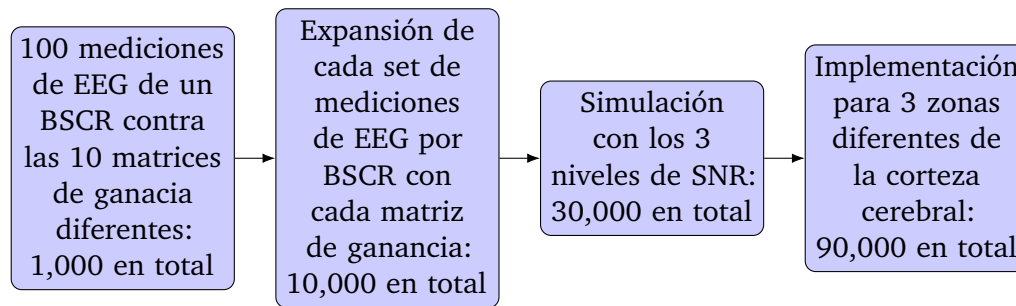 100 mediciones
de EEG de un
BSCR contra
las 10 matrices
de ganacia
diferentes:
1,000 en total
Expansión de
cada set de
mediciones
de EEG por
BSCR con
cada matriz
de ganancia:
10,000 en total
Simulación
con los 3
niveles de SNR:
30,000 en total
Implementación
para 3 zonas
diferentes de
la corteza
cerebral:
90,000 en total